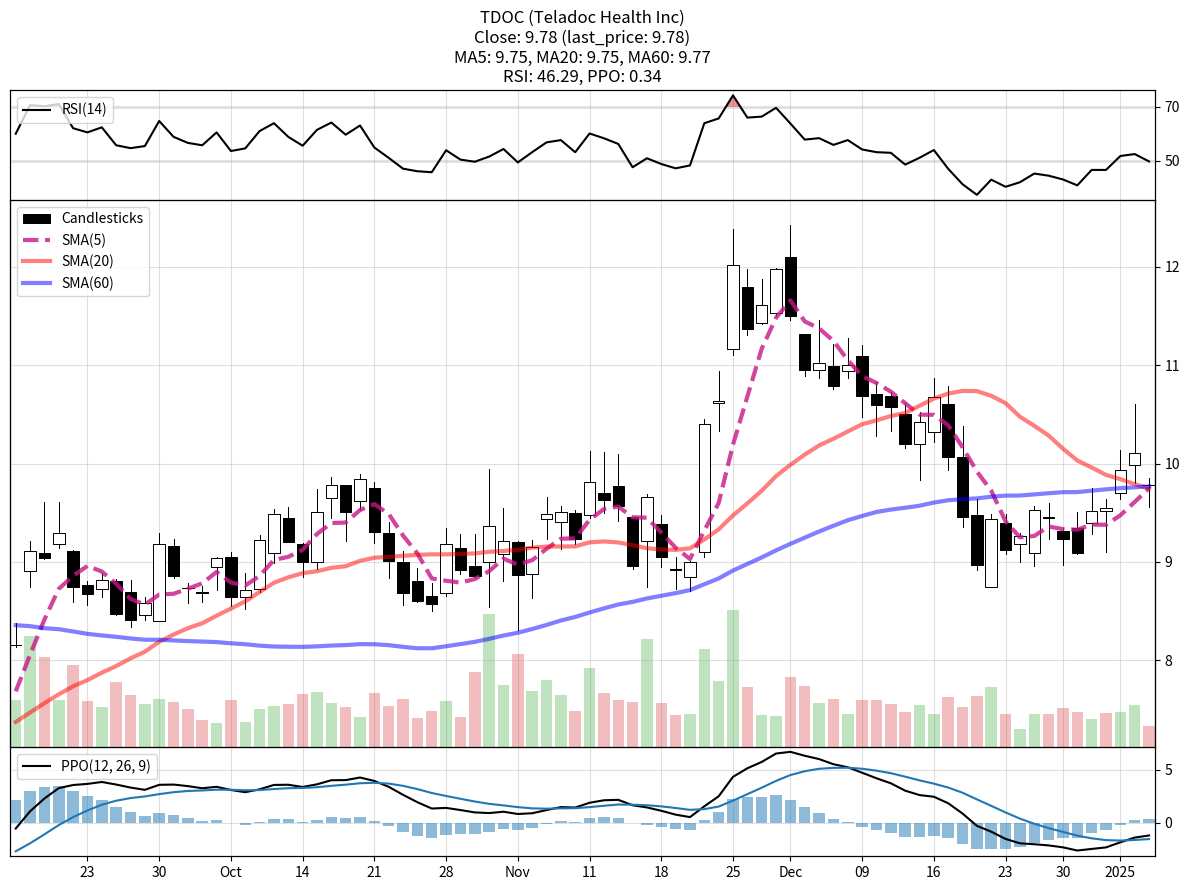 TDOC (Teladoc Health Inc)
Close: 9.78 (last_price: 9.78)
MA5: 9.75, MA20: 9.75, MA60: 9.77
RSI: 46.29, PPO: 0.34
RSI(14)
70
50
Candlesticks
SMA(5)
SMA(20)
SMA(60)
12
11
10
9
8
PPO(12, 26, 9)
5
0
23 30 Oct 14 21 28 Nov 11 18 25 Dec 09 16 23 30 2025